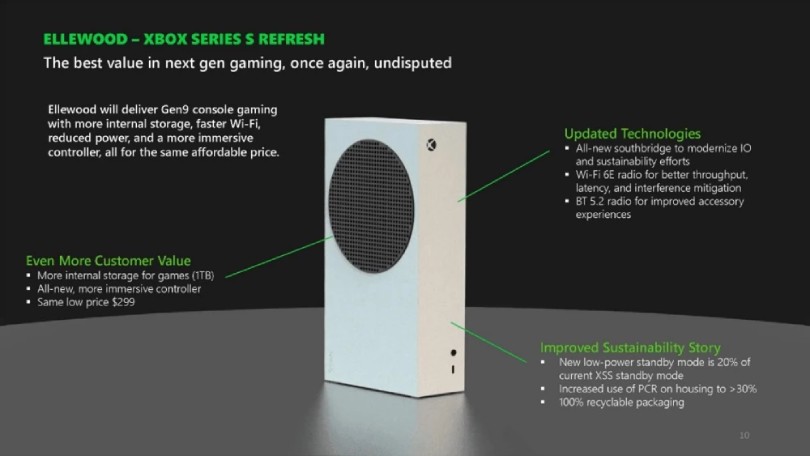 ELLEWOOD – XBOX SERIES S REFRESH
The best value in next gen gaming, once again, undisputed
Ellewood will deliver Gen9 console gaming
with more internal storage, faster Wi-Fi,
reduced power, and a more immersive
controller, all for the same affordable price.
Updated Technologies
▪ All-new southbridge to modernize IO
and sustainability efforts
▪ Wi-Fi 6E radio for better throughput,
latency, and interference mitigation
▪ BT 5.2 radio for improved accessory
experiences
Even More Customer Value
▪ More internal storage for games (1TB)
▪ All-new, more immersive controller
▪ Same low price $299
Improved Sustainability Story
▪ New low-power standby mode is 20% of
current XSS standby mode
▪ Increased use of PCR on housing to >30%
▪ 100% recyclable packaging
10